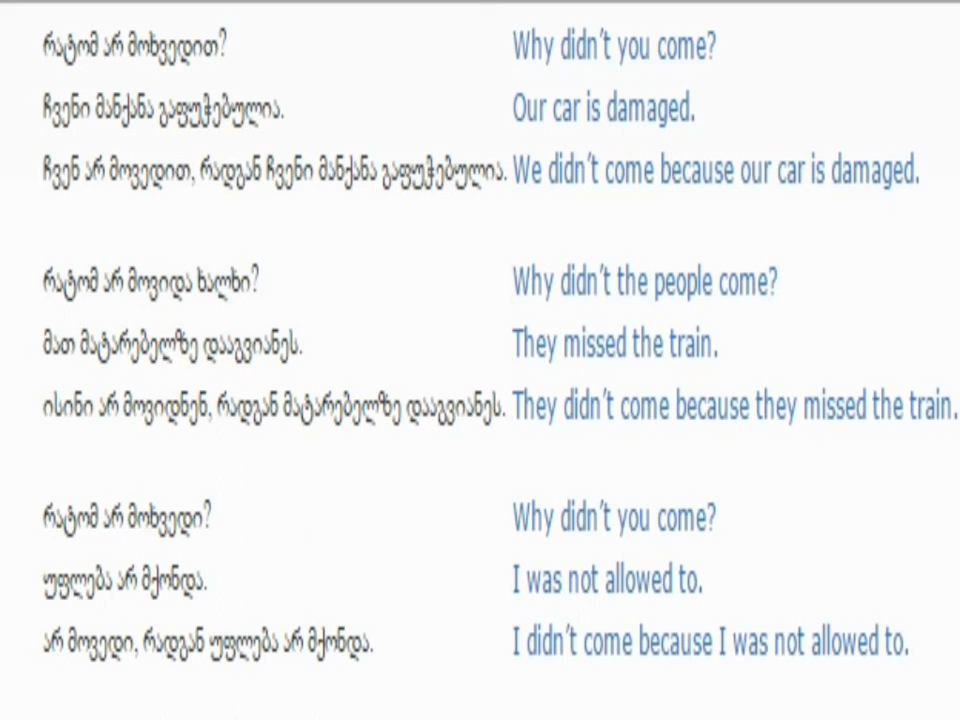 რატომ არ მოხვედით? Why didn't you come?
ჩვენი მანქანა გაფუჭებულია. Our car is damaged.
ჩვენ არ მოვედით, რადგან ჩვენი მანქანა გაფუჭებულია. We didn't come because our car is damaged.
რატომ არ მოვიდა ხალხი? Why didn't the people come?
მათ მატარებელზე დააგვიანეს. They missed the train.
ისინი არ მოვიდნენ, რადგან მატარებელზე დააგვიანეს. They didn't come because they missed the train.
რატომ არ მოხვედი? Why didn't you come?
უფლება არ მქონდა. I was not allowed to.
არ მოვედი, რადგან უფლება არ მქონდა. I didn't come because I was not allowed to.